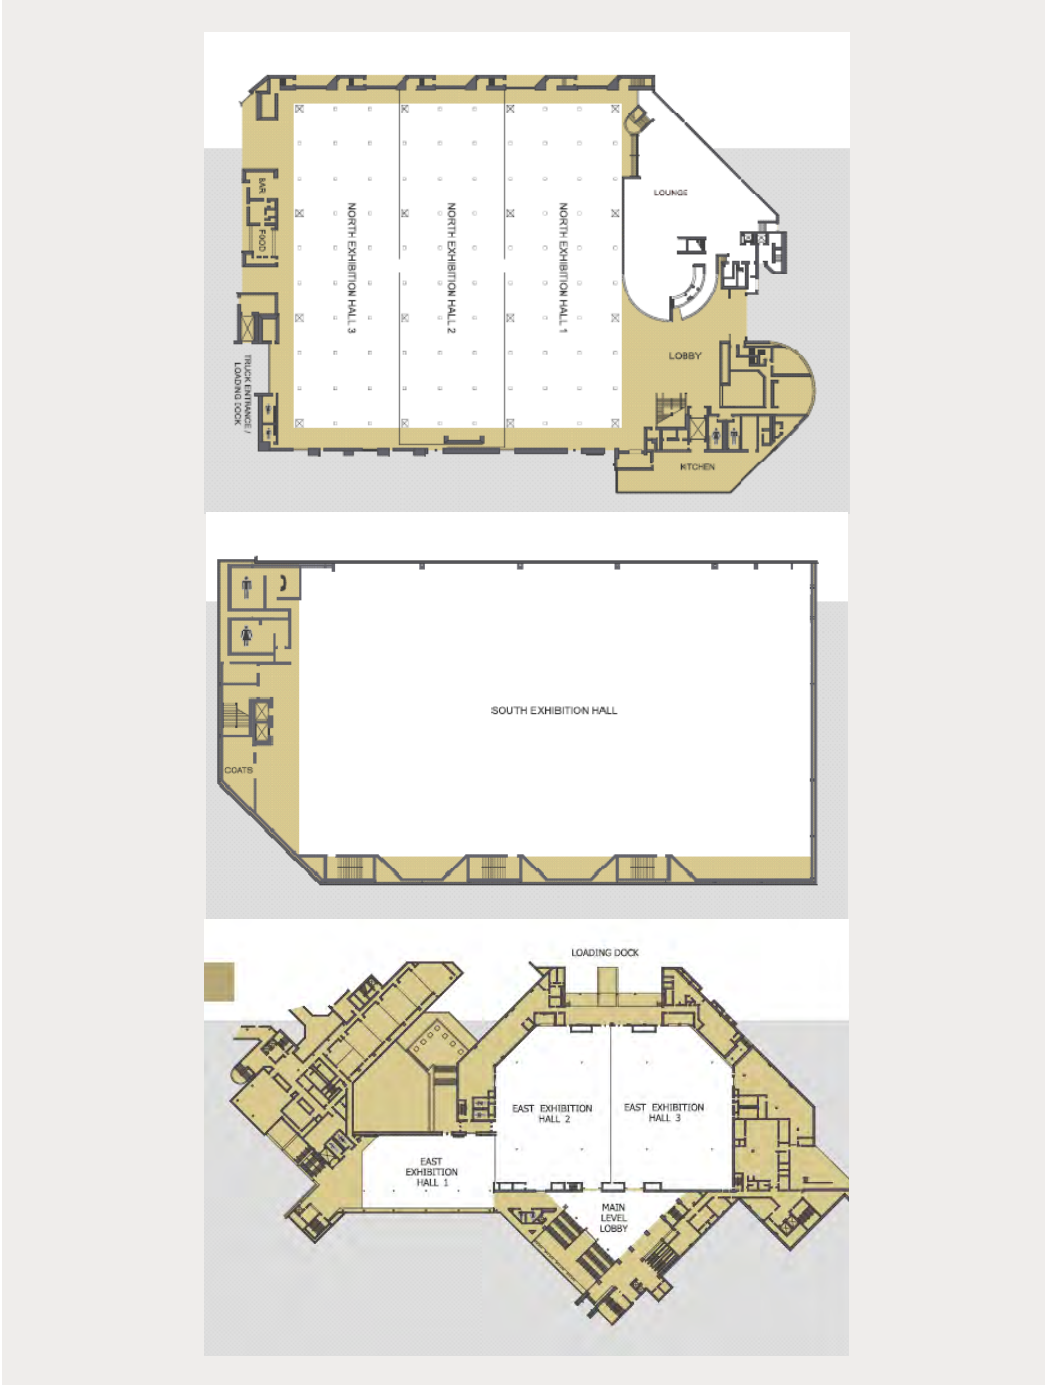 LOUNGE
BAR
FOOD
NORTH EXHIBITION HALL 3
NORTH EXHIBITION HALL 2
NORTH EXHIBITION HALL 1
LOBBY
TRUCK ENTRANCE /
LOADING DOCK
KITCHEN
SOUTH EXHIBITION HALL
COATS
LOADING DOCK
EAST EXHIBITION
HALL 2
EAST EXHIBITION
HALL 3
EAST
EXHIBITION
HALL 1
MAIN
LEVEL
LOBBY